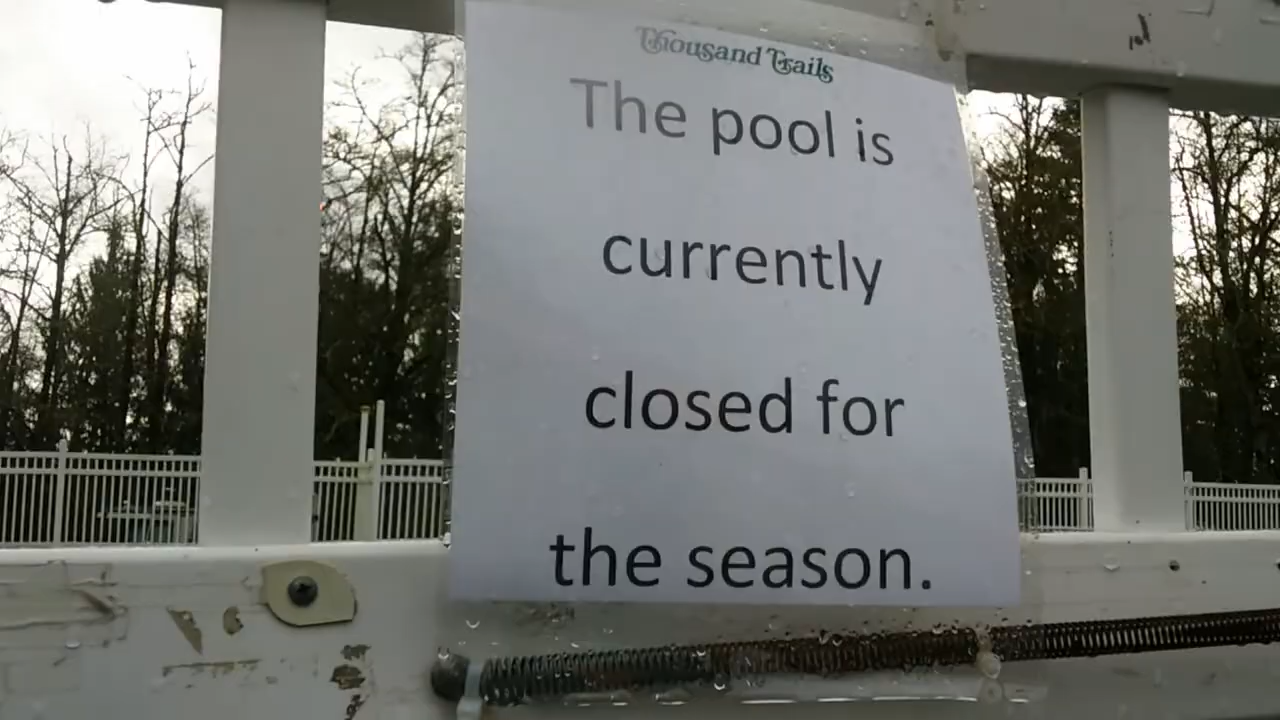 Thousand Trails
The pool is
currently
closed for
the season.